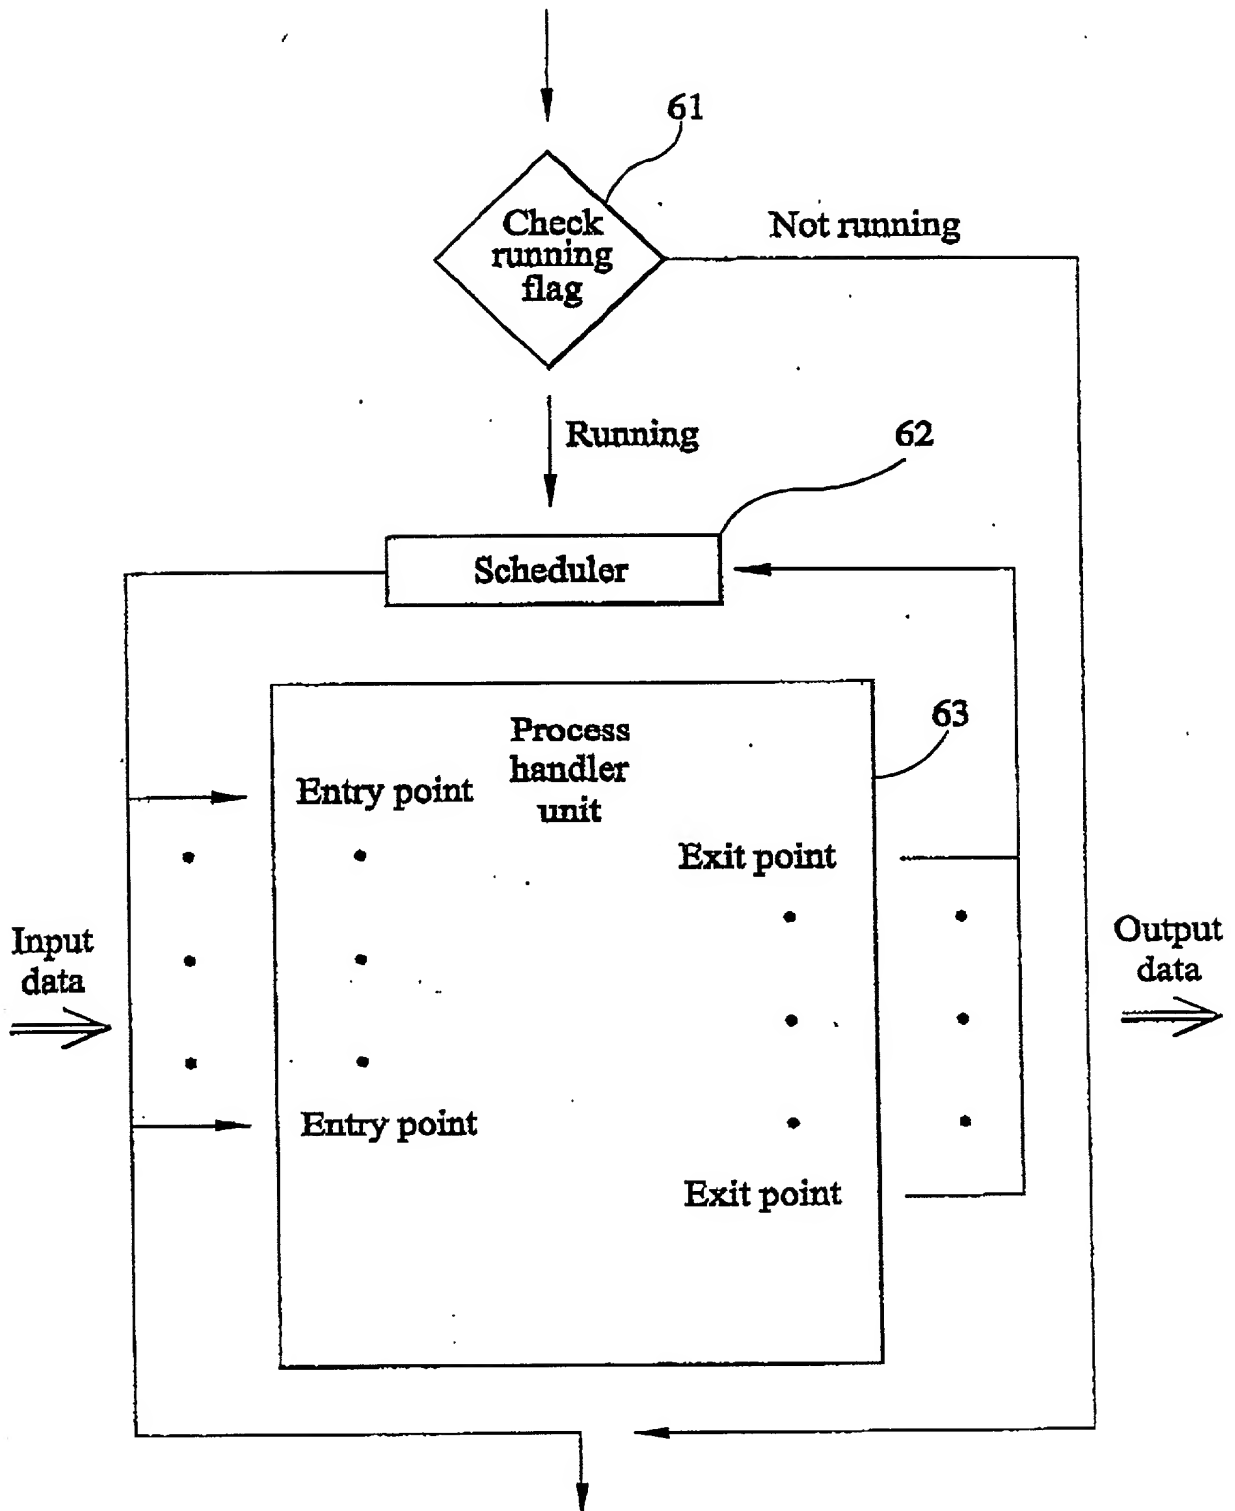 61
Check
running
flag
Not running
Running
62
Scheduler
63
Process
handler
unit
Entry point
Exit point
Input
data
Output
data
Entry point
Exit point